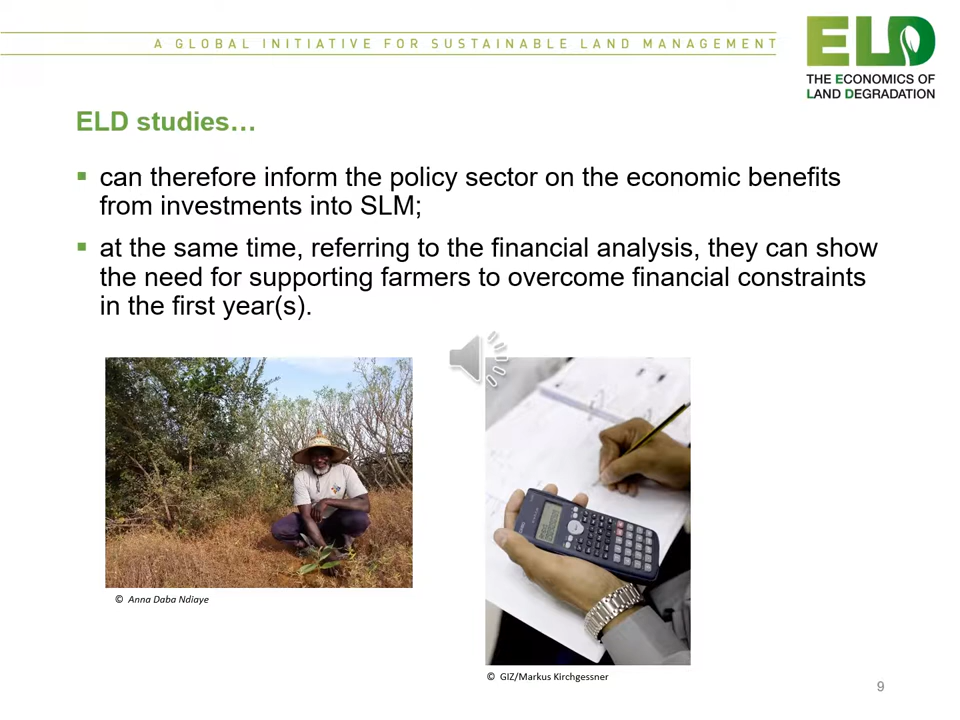 A GLOBAL INITIATIVE FOR SUSTAINABLE LAND MANAGEMENT
ELD
THE ECONOMICS OF
LAND DEGRADATION
ELD studies…
▪ can therefore inform the policy sector on the economic benefits
from investments into SLM;
▪ at the same time, referring to the financial analysis, they can show
the need for supporting farmers to overcome financial constraints
in the first year(s).
© Anna Daba Ndiaye
© GIZ/Markus Kirchgessner
9